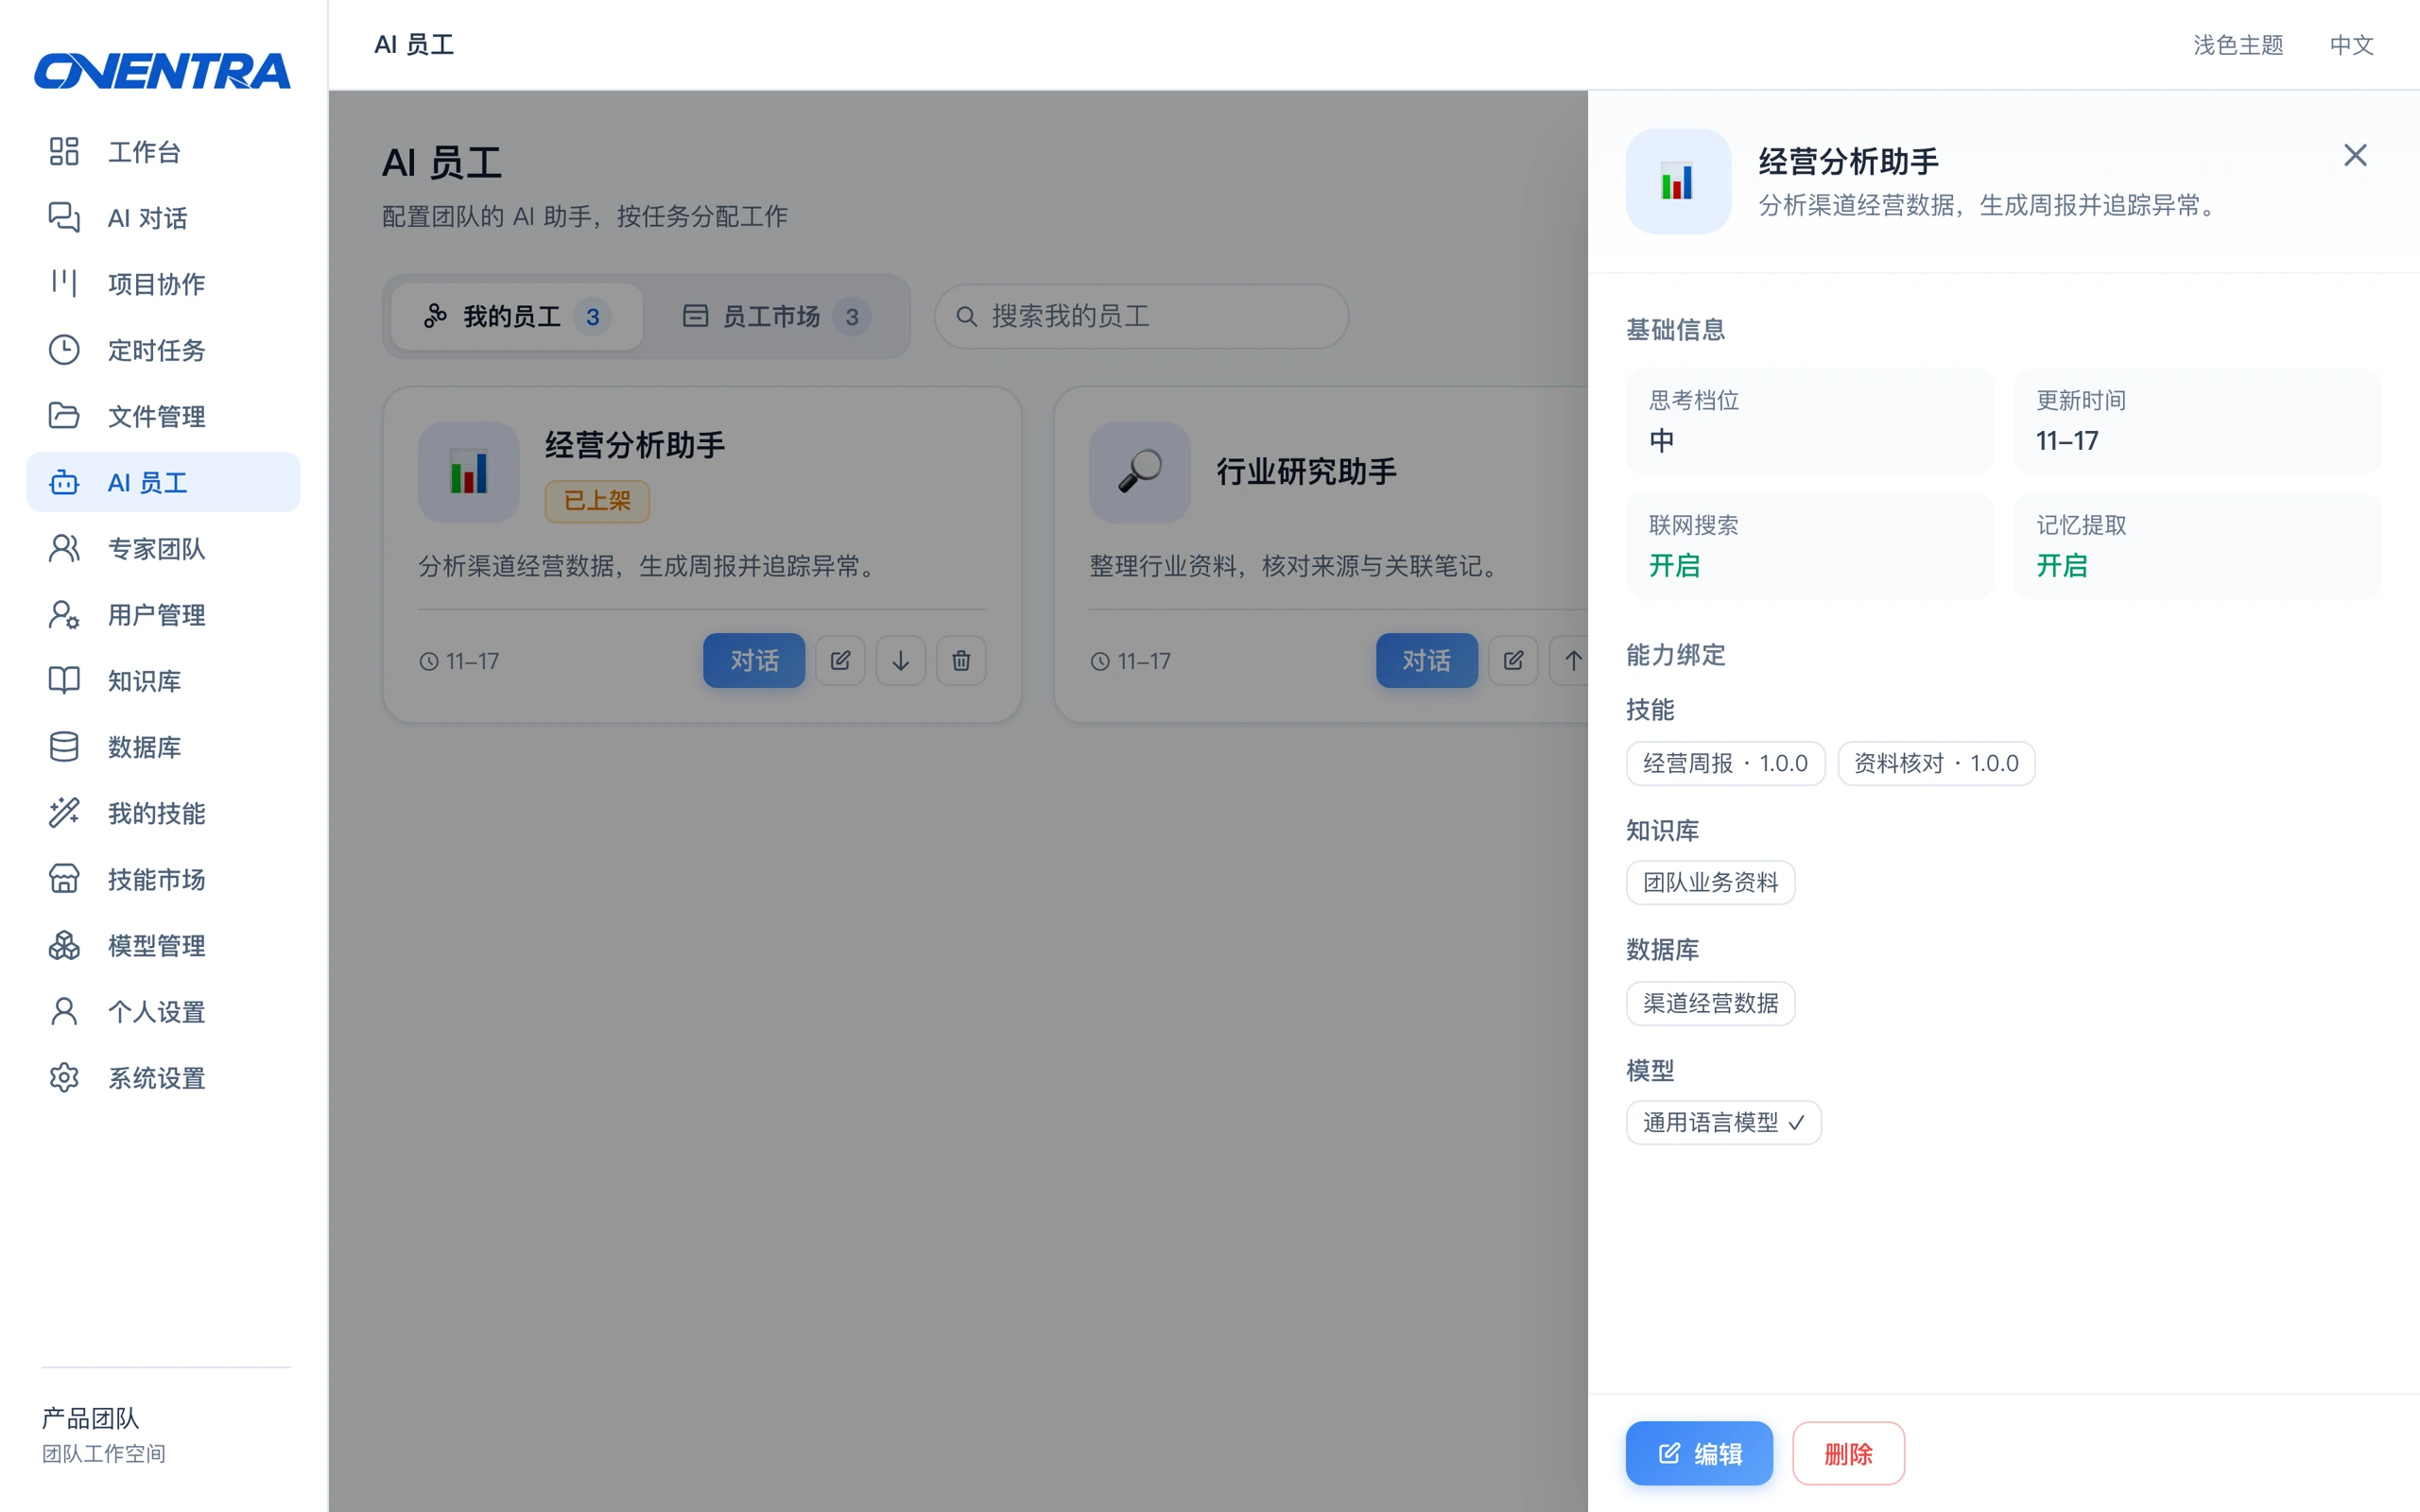 ONENTRA
工作台
AI 对话
项目协作
定时任务
文件管理
AI 员工
专家团队
用户管理
知识库
数据库
我的技能
技能市场
模型管理
个人设置
系统设置
产品团队
团队工作空间
AI 员工
浅色主题
中文
AI 员工
配置团队的 AI 助手，按任务分配工作
我的员工 3
员工市场 3
搜索我的员工
经营分析助手
已上架
分析渠道经营数据，生成周报并追踪异常。
11–17
对话
行业研究助手
整理行业资料，核对来源与关联笔记。
11–17
对话
经营分析助手
分析渠道经营数据，生成周报并追踪异常。
基础信息
思考档位
中
更新时间
11–17
联网搜索
开启
记忆提取
开启
能力绑定
技能
经营周报 · 1.0.0
资料核对 · 1.0.0
知识库
团队业务资料
数据库
渠道经营数据
模型
通用语言模型 ✓
编辑
删除